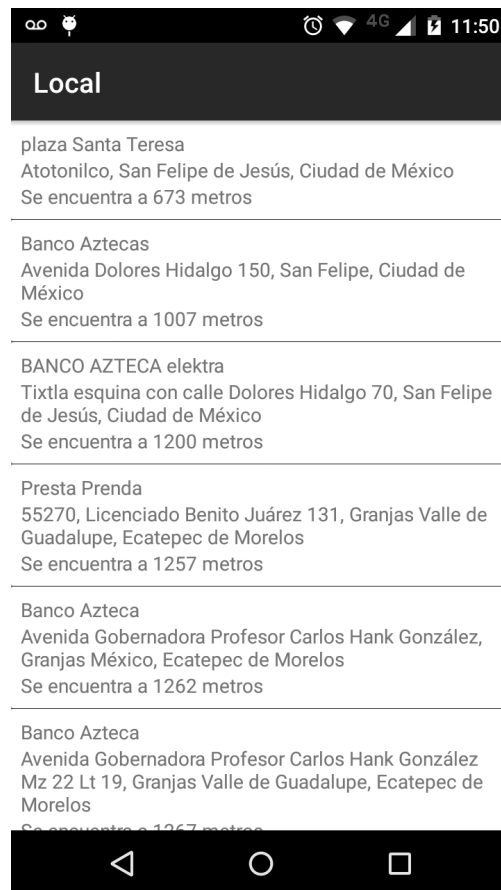 4G 11:50
Local
plaza Santa Teresa
Atotonilco, San Felipe de Jesús, Ciudad de México
Se encuentra a 673 metros
Banco Aztecas
Avenida Dolores Hidalgo 150, San Felipe, Ciudad de
México
Se encuentra a 1007 metros
BANCO AZTECA elektra
Tixtla esquina con calle Dolores Hidalgo 70, San Felipe
de Jesús, Ciudad de México
Se encuentra a 1200 metros
Presta Prenda
55270, Licenciado Benito Juárez 131, Granjas Valle de
Guadalupe, Ecatepec de Morelos
Se encuentra a 1257 metros
Banco Azteca
Avenida Gobernadora Profesor Carlos Hank González,
Granjas México, Ecatepec de Morelos
Se encuentra a 1262 metros
Banco Azteca
Avenida Gobernadora Profesor Carlos Hank González
Mz 22 Lt 19, Granjas Valle de Guadalupe, Ecatepec de
Morelos
Se encuentra a 1267 metros